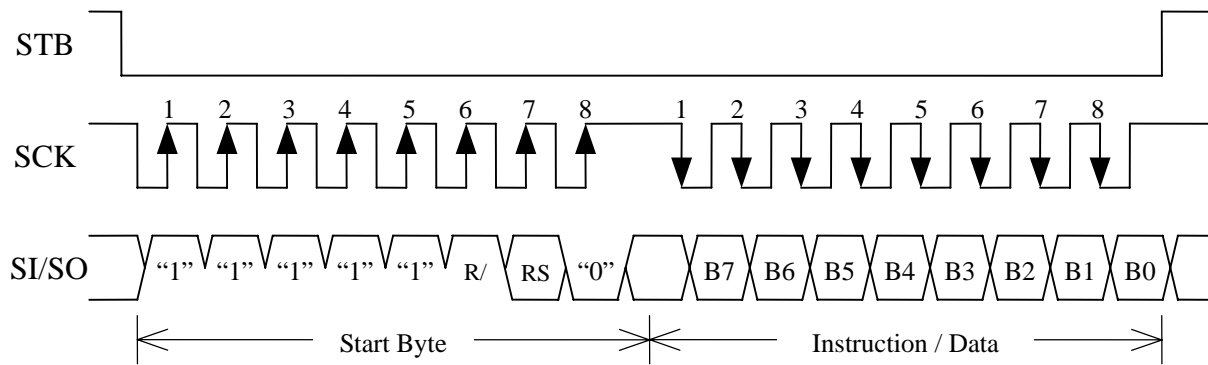 STB
1 2 3 4 5 6 7 8 1 2 3 4 5 6 7 8
SCK
SI/SO “1” “1” “1” “1” “1” R/ RS “0” B7 B6 B5 B4 B3 B2 B1 B0
Start Byte Instruction / Data